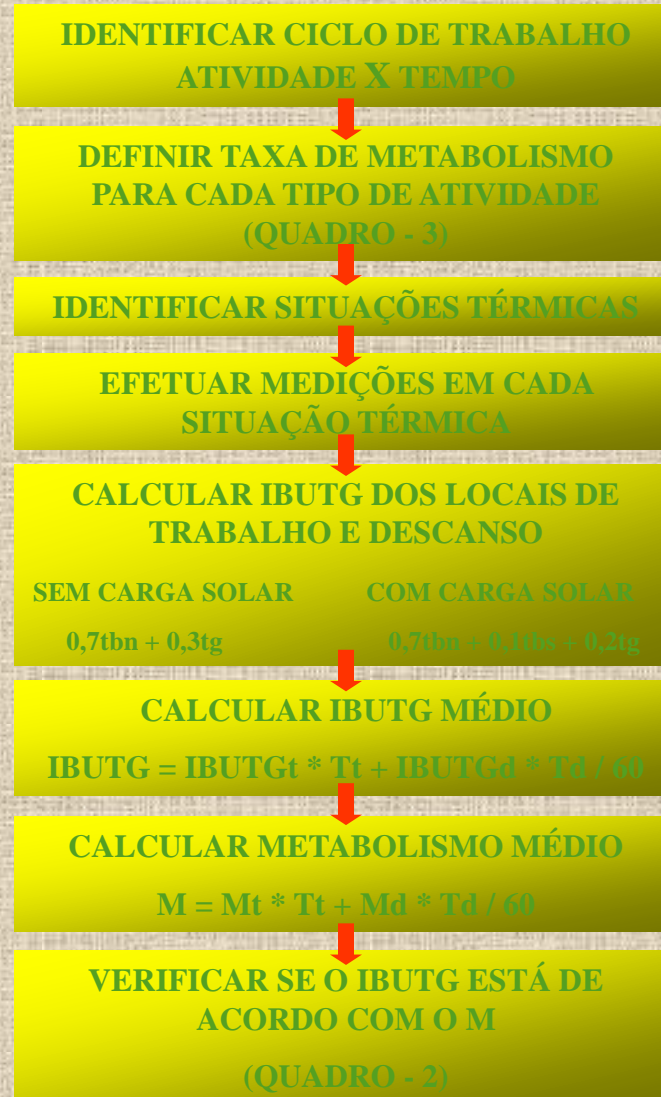 IDENTIFICAR CICLO DE TRABALHO
ATIVIDADE X TEMPO
DEFINIR TAXA DE METABOLISMO
PARA CADA TIPO DE ATIVIDADE
(QUADRO - 3)
IDENTIFICAR SITUAÇÕES TÉRMICAS
EFETUAR MEDIÇÕES EM CADA
SITUAÇÃO TÉRMICA
CALCULAR IBUTG DOS LOCAIS DE
TRABALHO E DESCANSO
SEM CARGA SOLAR COM CARGA SOLAR
0,7tbn + 0,3tg 0,7tbn + 0,1tbs + 0,2tg
CALCULAR IBUTG MÉDIO
IBUTG = IBUTGt * Tt + IBUTGd * Td / 60
CALCULAR METABOLISMO MÉDIO
M = Mt * Tt + Md * Td / 60
VERIFICAR SE O IBUTG ESTÁ DE
ACORDO COM O M
(QUADRO - 2)